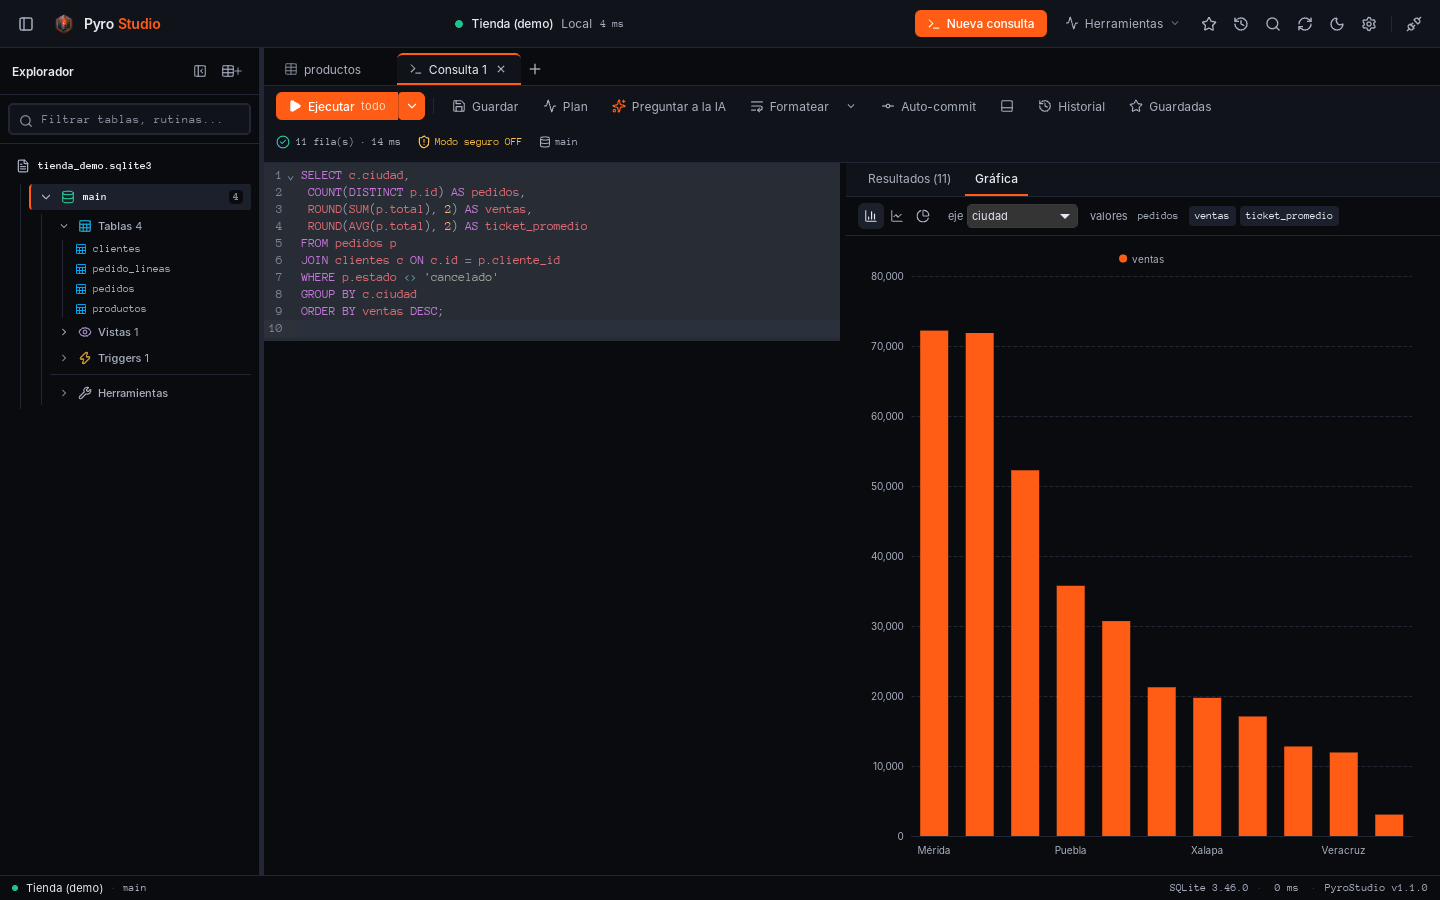 Pyro Studio
Tienda (demo) Local 4 ms
Nueva consulta
Herramientas
Explorador
Filtrar tablas, rutinas...
tienda_demo.sqlite3
main 4
Tablas 4
clientes
pedido_lineas
pedidos
productos
Vistas 1
Triggers 1
Herramientas
productos
Consulta 1
Ejecutar todo
Guardar
Plan
Preguntar a la IA
Formatear
Auto-commit
Historial
Guardadas
11 fila(s) · 14 ms
Modo seguro OFF
main
1 SELECT c.ciudad,
2 COUNT(DISTINCT p.id) AS pedidos,
3 ROUND(SUM(p.total), 2) AS ventas,
4 ROUND(AVG(p.total), 2) AS ticket_promedio
5 FROM pedidos p
6 JOIN clientes c ON c.id = p.cliente_id
7 WHERE p.estado <> 'cancelado'
8 GROUP BY c.ciudad
9 ORDER BY ventas DESC;
10
Resultados (11)
Gráfica
eje ciudad
valores pedidos ventas ticket_promedio
ventas
80,000
70,000
60,000
50,000
40,000
30,000
20,000
10,000
0
Mérida Puebla Xalapa Veracruz
Tienda (demo) · main
SQLite 3.46.0 · 0 ms · PyroStudio v1.1.0